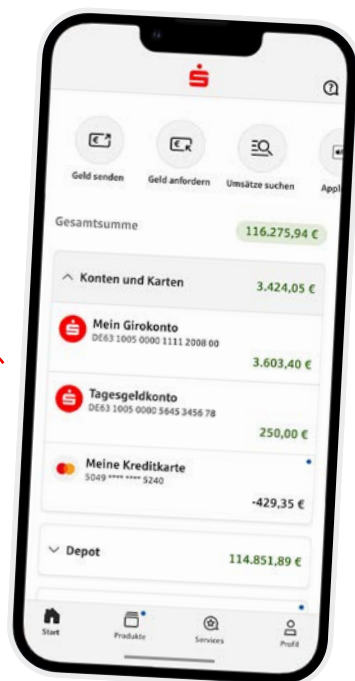 Geld senden
Geld anfordern
Umsätze suchen
Gesamtsumme
116.275,94 €
Konten und Karten
3.424,05 €
Mein Girokonto
DE63 1005 0000 1111 2008 00
3.603,40 €
Tagesgeldkonto
DE63 1005 0000 5645 3456 78
250,00 €
Meine Kreditkarte
5049 **** **** 5240
-429,35 €
Depot
114.851,89 €
Start
Produkte
Services
Profil